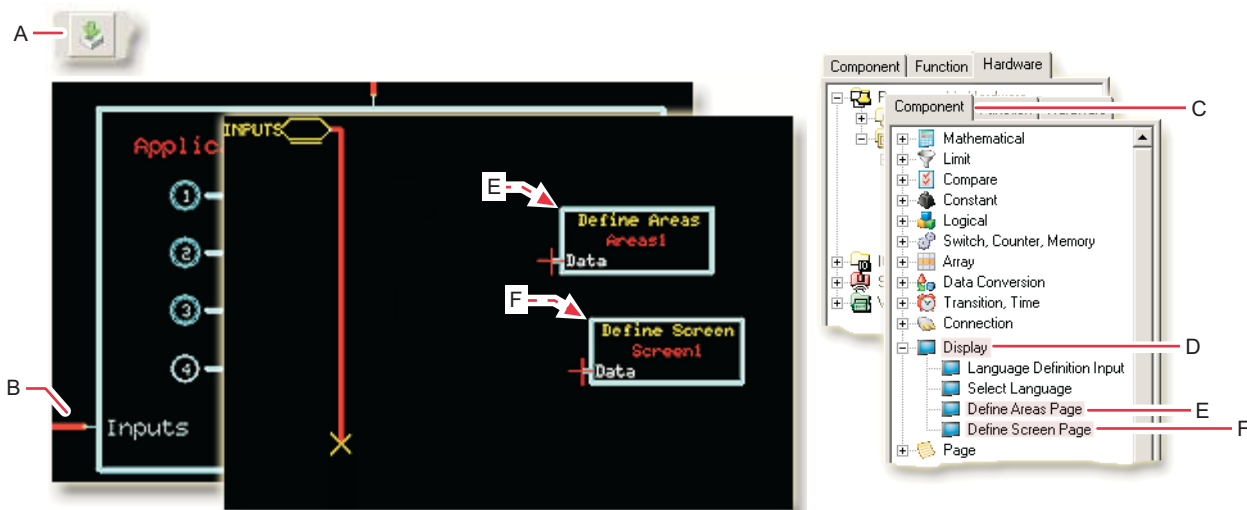 A
B
Applic
1
2
3
4
Inputs
INPUTS
E
Define Areas
Areas1
Data
F
Define Screen
Screen1
Data
Component Function Hardware
Component
C
Mathematical
Limit
Compare
Constant
Logical
Switch, Counter, Memory
Array
Data Conversion
Transition, Time
Connection
Display
D
Language Definition Input
Select Language
Define Areas Page
E
Define Screen Page
F
Page